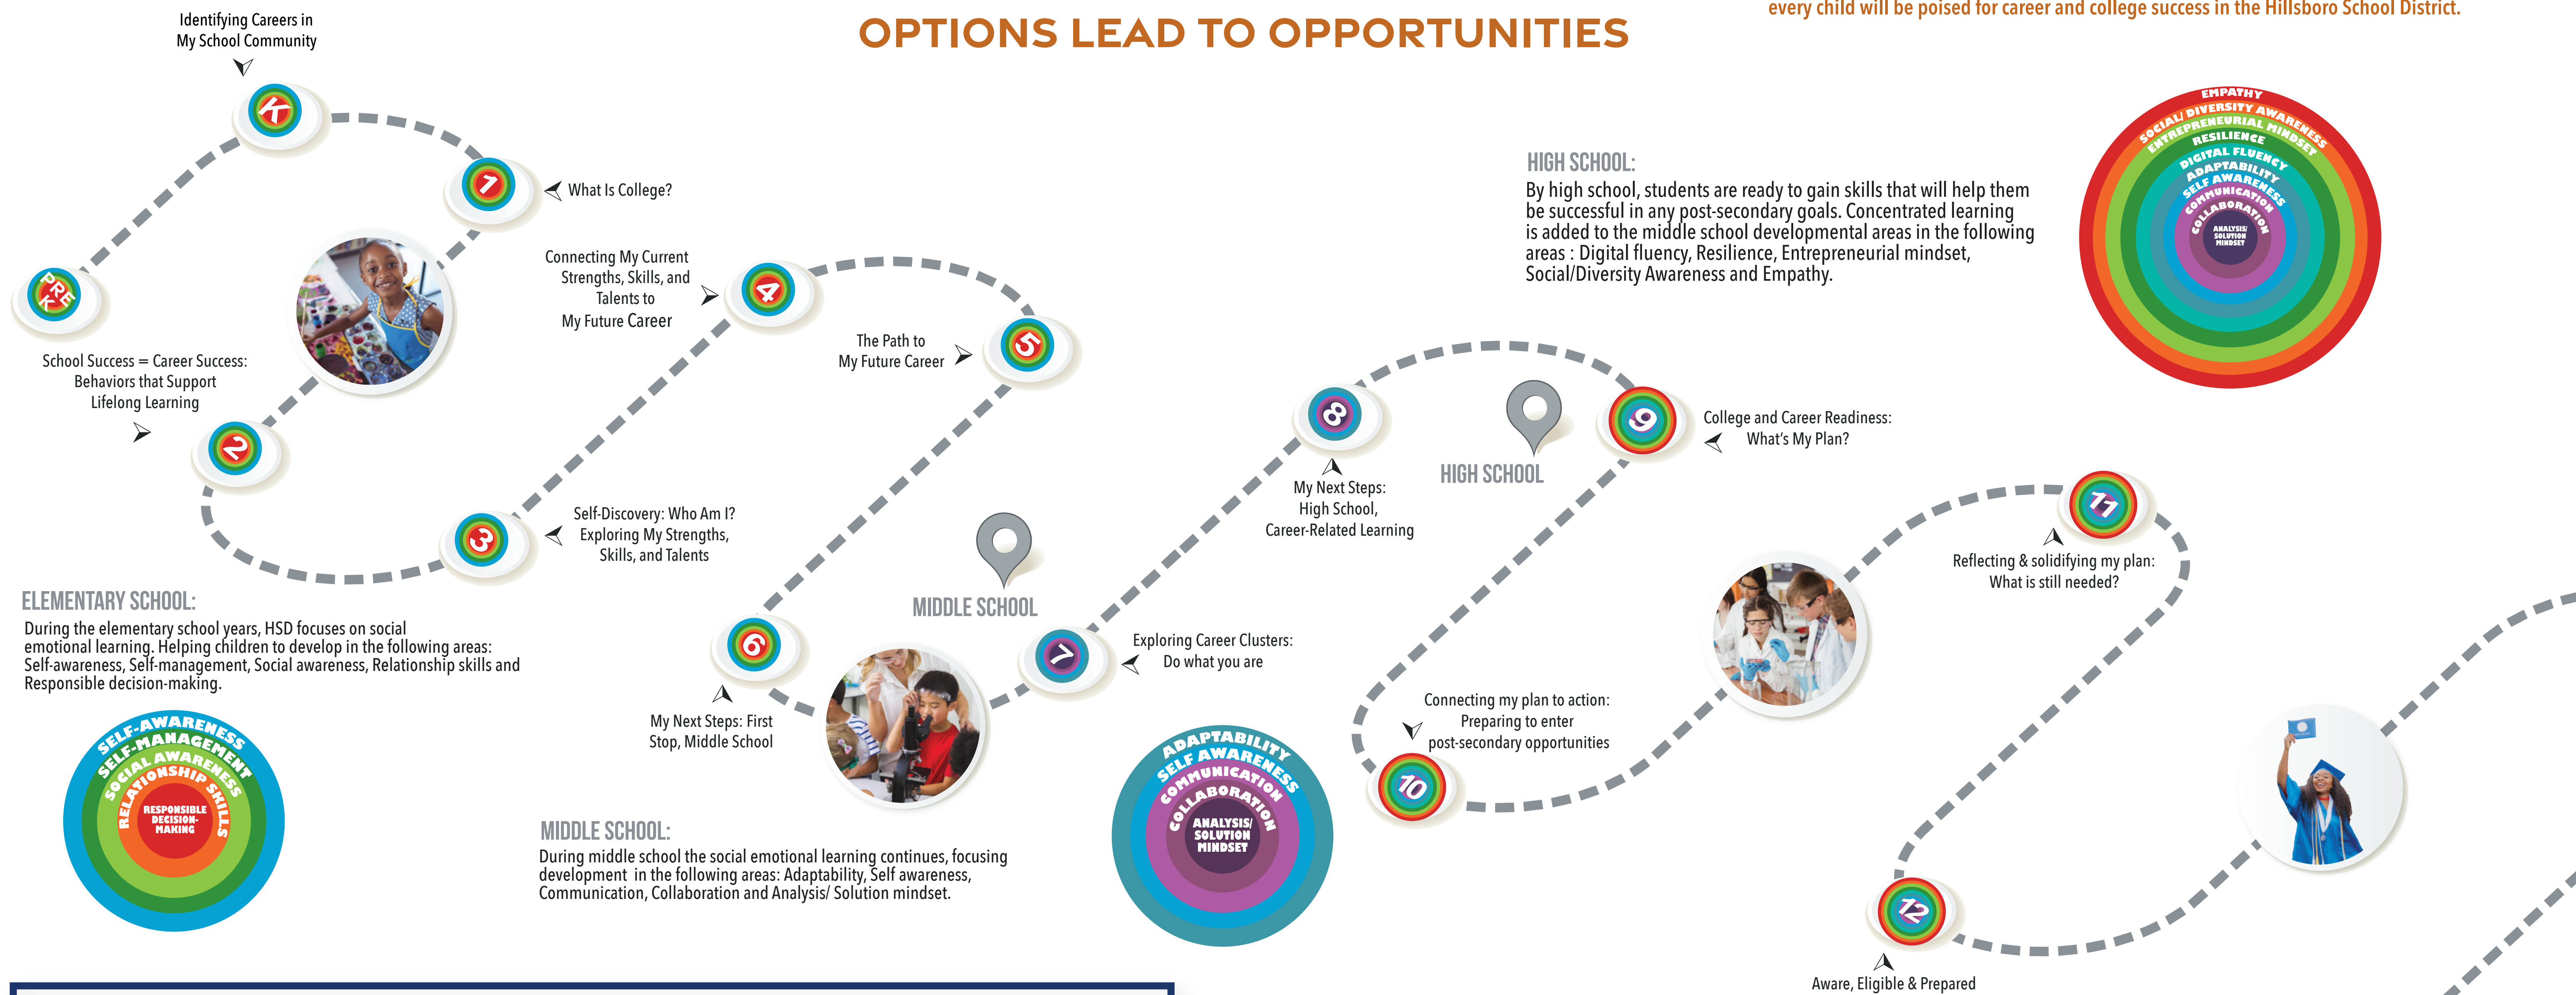 Identifying Careers in
My School Community
OPTIONS LEAD TO OPPORTUNITIES
every child will be poised for career and college success in the Hillsboro School District.
K
1
What Is College?
PRE
K
School Success = Career Success:
Behaviors that Support
Lifelong Learning
2
3
Self-Discovery: Who Am I?
Exploring My Strengths,
Skills, and Talents
Connecting My Current
Strengths, Skills, and
Talents to
My Future Career
4
The Path to
My Future Career
5
ELEMENTARY SCHOOL:
During the elementary school years, HSD focuses on social
emotional learning. Helping children to develop in the following areas:
Self-awareness, Self-management, Social awareness, Relationship skills and
Responsible decision-making.
SELF-AWARENESS
SELF-MANAGEMENT
SOCIAL AWARENESS
RELATIONSHIP SKILLS
RESPONSIBLE
DECISION-
MAKING
6
My Next Steps: First
Stop, Middle School
MIDDLE SCHOOL
7
Exploring Career Clusters:
Do what you are
8
My Next Steps:
High School,
Career-Related Learning
MIDDLE SCHOOL:
During middle school the social emotional learning continues, focusing
development in the following areas: Adaptability, Self awareness,
Communication, Collaboration and Analysis/ Solution mindset.
ADAPTABILITY
SELF AWARENESS
COMMUNICATION
COLLABORATION
ANALYSIS/
SOLUTION
MINDSET
HIGH SCHOOL:
By high school, students are ready to gain skills that will help them
be successful in any post-secondary goals. Concentrated learning
is added to the middle school developmental areas in the following
areas : Digital fluency, Resilience, Entrepreneurial mindset,
Social/Diversity Awareness and Empathy.
EMPATHY
SOCIAL/ DIVERSITY AWARENESS
ENTREPRENEURIAL MINDSET
RESILIENCE
DIGITAL FLUENCY
ADAPTABILITY
SELF AWARENESS
COMMUNICATION
COLLABORATION
ANALYSIS/
SOLUTION
MINDSET
HIGH SCHOOL
9
College and Career Readiness:
What's My Plan?
Connecting my plan to action:
Preparing to enter
post-secondary opportunities
10
11
Reflecting & solidifying my plan:
What is still needed?
12
Aware, Eligible & Prepared